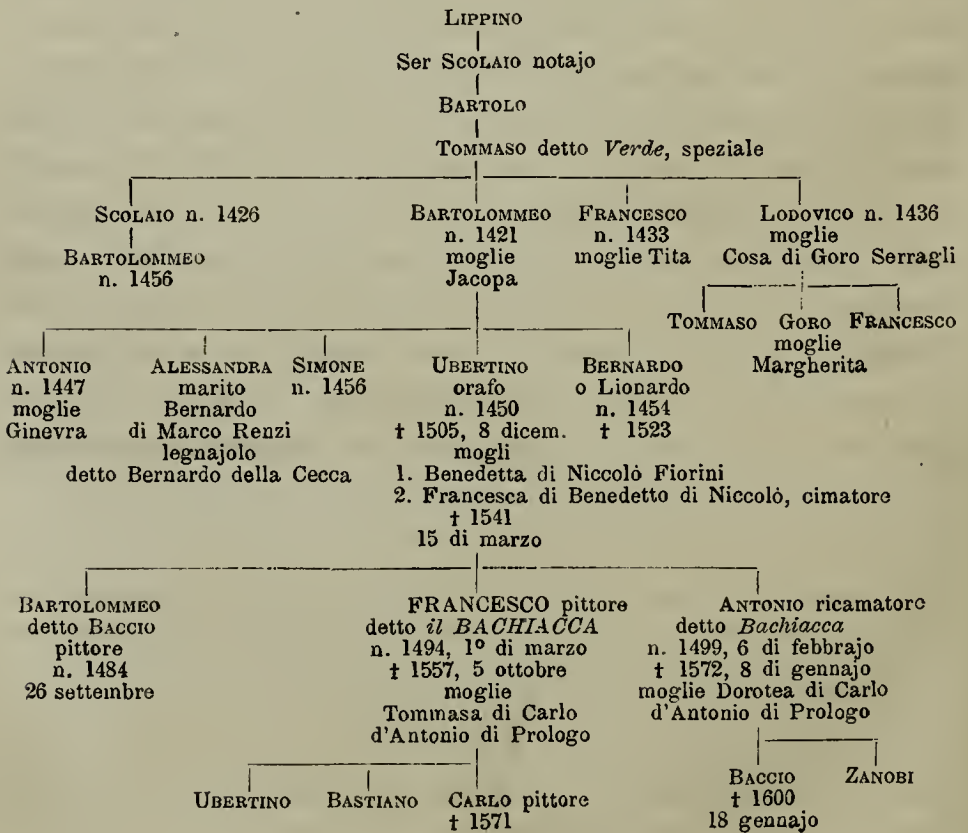 LIPPINO
Ser SCOLAIO notajo
BARTOLO
TOMMASO detto Verde, speziale
SCOLAIO n. 1426
BARTOLOMMEO
n. 1456
BARTOLOMMEO
n. 1421
moglie
Jacopa
FRANCESCO
n. 1433
moglie Tita
LODOVICO n. 1436
moglie
Cosa di Goro Serragli
TOMMASO
GORO
moglie
Margherita
FRANCESCO
ANTONIO
n. 1447
moglie
Ginevra
ALESSANDRA
marito
Bernardo
di Marco Renzi
legnajolo
detto Bernardo della Cecca
SIMONE
n. 1456
UBERTINO
orafo
n. 1450
† 1505, 8 dicem.
mogli
1. Benedetta di Niccolò Fiorini
2. Francesca di Benedetto di Niccolò, cimatore
† 1541
15 di marzo
BERNARDO
o Lionardo
n. 1454
† 1523
BARTOLOMMEO
detto BACCIO
pittore
n. 1484
26 settembre
FRANCESCO pittore
detto il BACHIACCA
n. 1494, 1º di marzo
† 1557, 5 ottobre
moglie
Tommasa di Carlo
d'Antonio di Prologo
ANTONIO ricamatore
detto Bachiacca
n. 1499, 6 di febbrajo
† 1572, 8 di gennajo
moglie Dorotea di Carlo
d'Antonio di Prologo
UBERTINO
BASTIANO
CARLO pittore
† 1571
BACCIO
† 1600
18 gennajo
ZANOBI